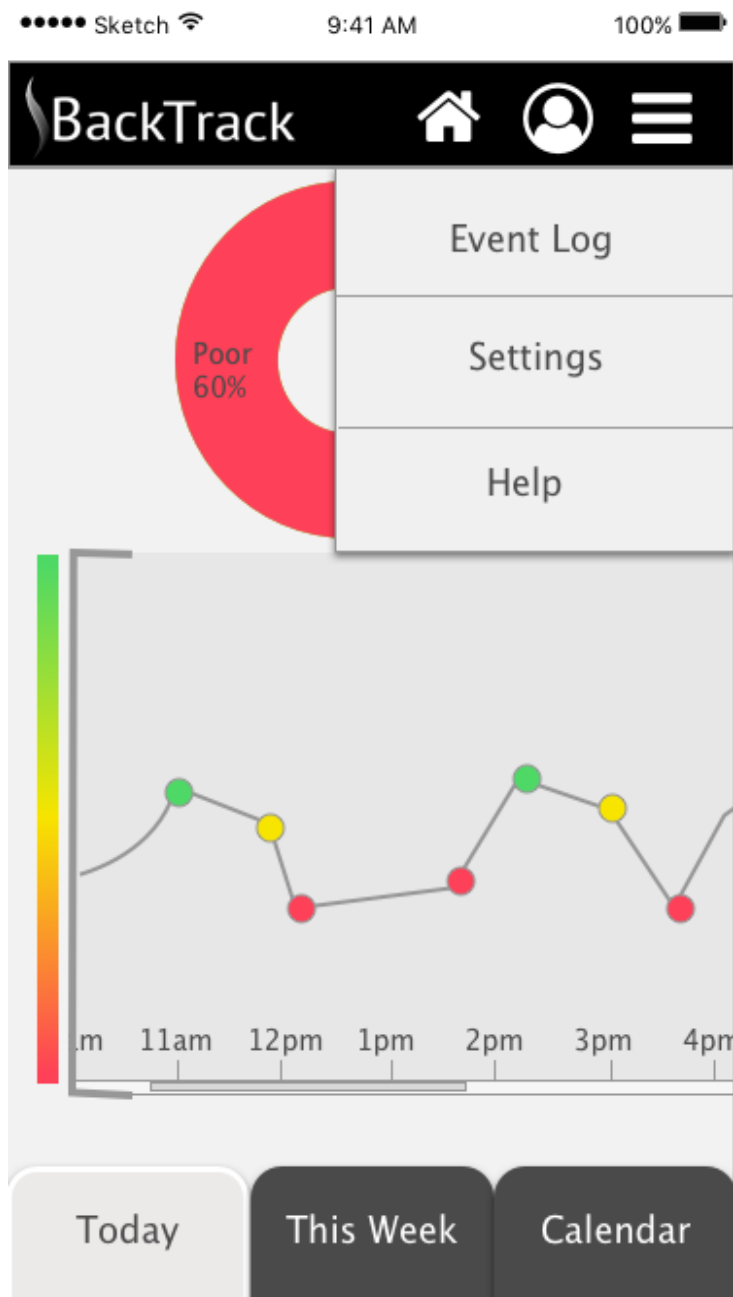 Sketch 9:41 AM 100%
BackTrack
Event Log
Poor
60%
Settings
Help
11am 12pm 1pm 2pm 3pm
Today This Week Calendar